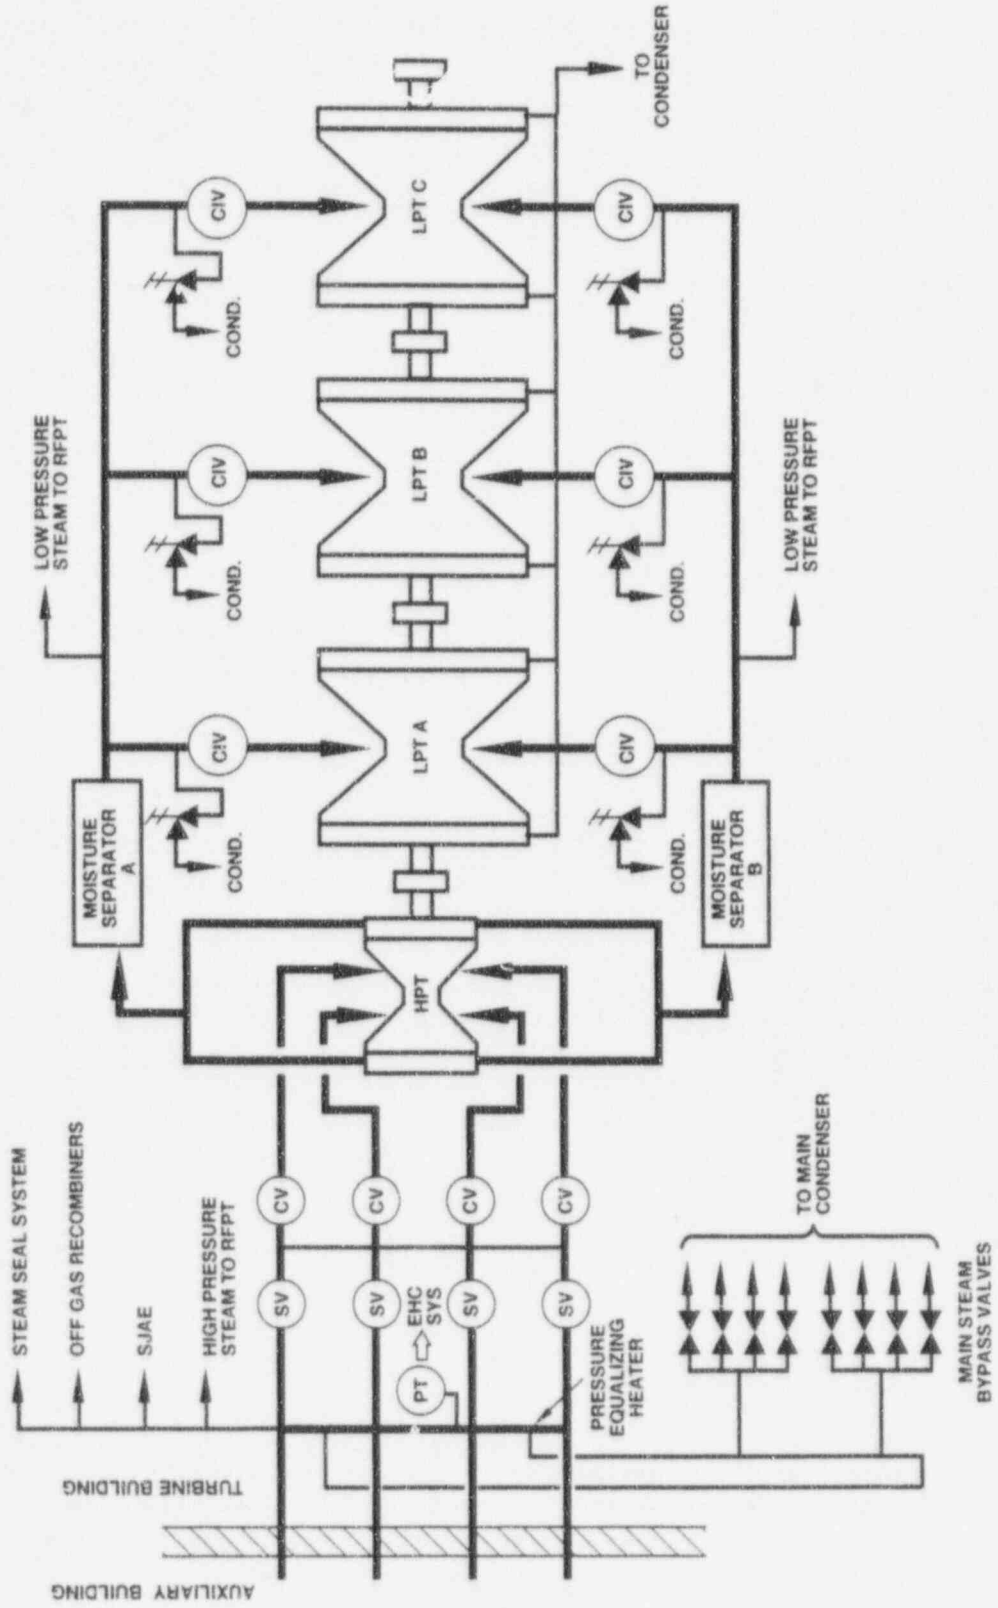 AUXILIARY BUILDING
TURBINE BUILDING
STEAM SEAL SYSTEM
OFF GAS RECOMBINERS
SJAE
HIGH PRESSURE
STEAM TO RFPT
SV
SV
SV
SV
CV
CV
CV
CV
PT
EHC
SYS
PRESSURE
EQUALIZING
HEATER
TO MAIN
CONDENSER
MAIN STEAM
BYPASS VALVES
HPT
MOISTURE
SEPARATOR
A
MOISTURE
SEPARATOR
B
LOW PRESSURE
STEAM TO RFPT
LOW PRESSURE
STEAM TO RFPT
CIV
CIV
CIV
COND.
COND.
COND.
LPT A
LPT B
LPT C
CIV
CIV
CIV
COND.
COND.
COND.
TO
CONDENSER